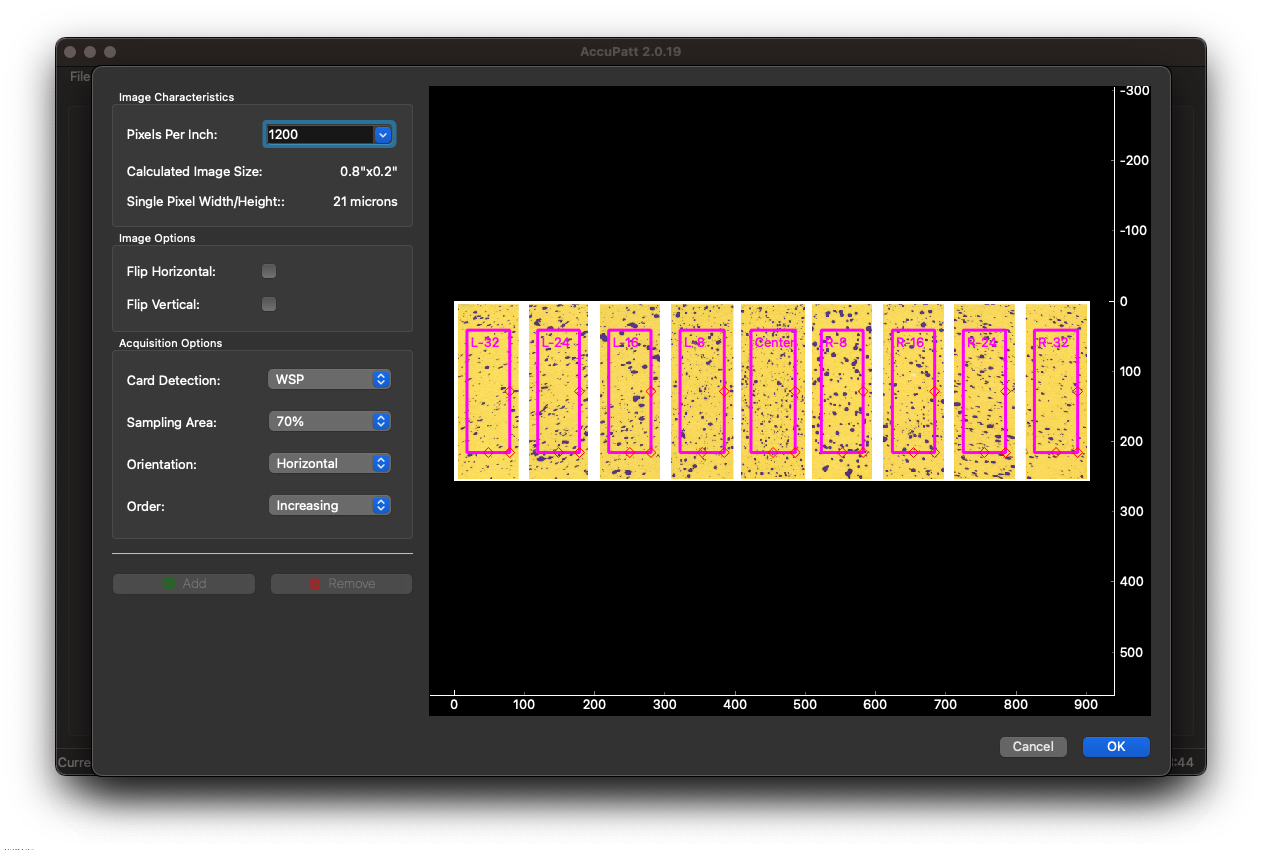 AccuPatt 2.0.19
File
Image Characteristics
Pixels Per Inch: 1200
Calculated Image Size: 0.8"x0.2"
Single Pixel Width/Height:: 21 microns
Image Options
Flip Horizontal:
Flip Vertical:
Acquisition Options
Card Detection: WSP
Sampling Area: 70%
Orientation: Horizontal
Order: Increasing
Add Remove
-300
-200
-100
0
L-32 L-24 L-16 L-8 Center R-8 R-16 R-24 R-32
100
200
300
400
500
0 100 200 300 400 500 600 700 800 900
Cancel OK
Curre :44